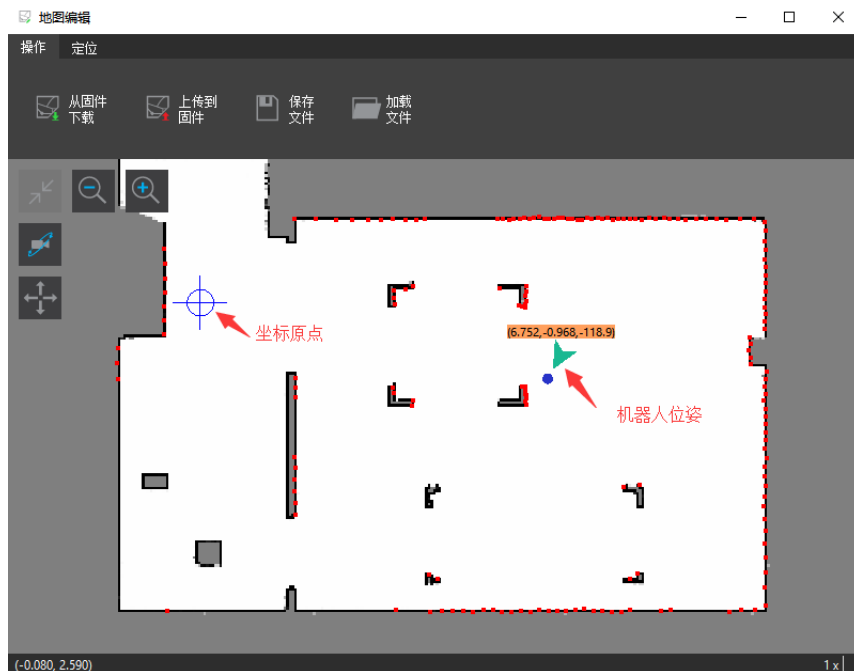 地图编辑
操作 定位
从固件
下载
上传到
固件
保存
文件
加载
文件
坐标原点
(6.752,-0.968,-118.9)
机器人位姿
(-0.080, 2.590)
1 x